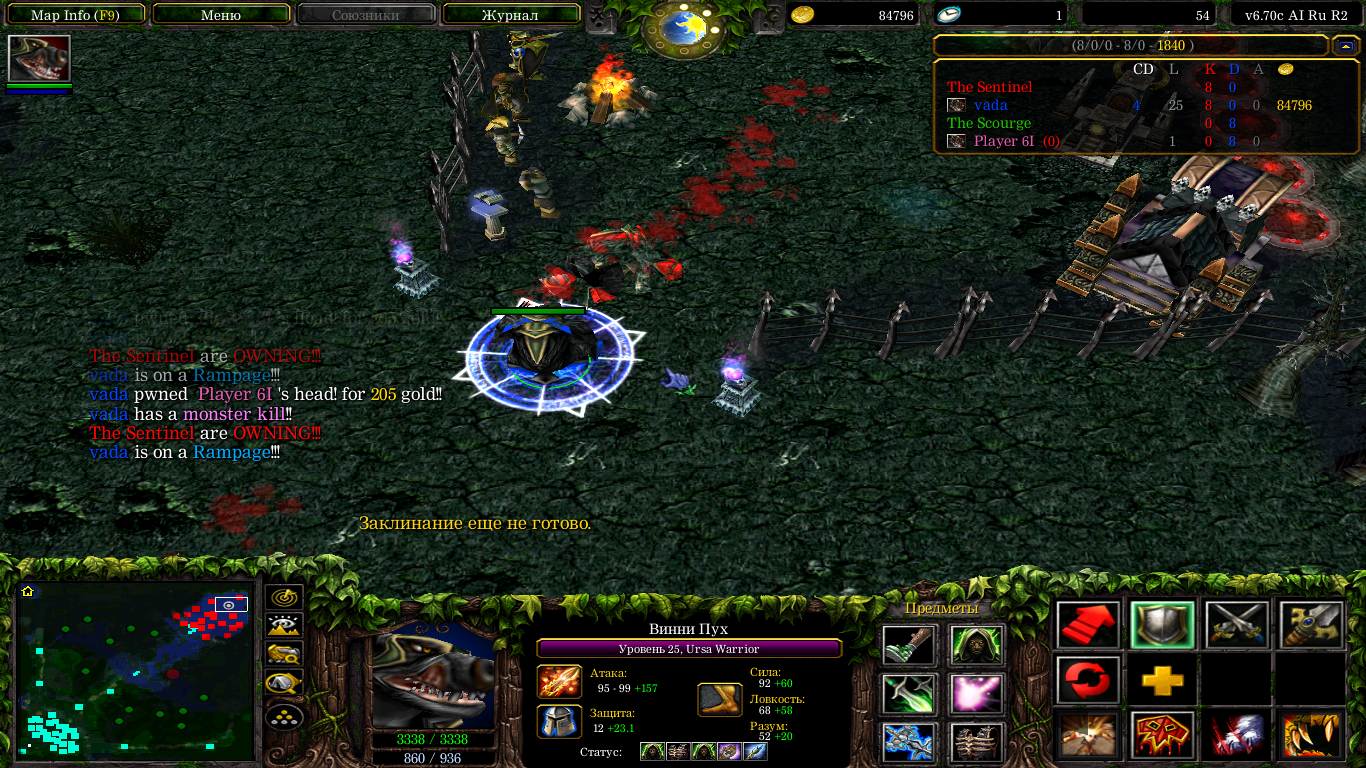 Map Info (F9) Меню Союзники Журнал 84796 1 54 v6.70c AI Ru R2
(8/0/0 - 8/0 - 1840 )
CD L K D A
The Sentinel 8 0
vada 4 25 8 0 0 84796
The Scourge 0 8
Player 6I (0) 1 0 8 0
The Sentinel are OWNING!!!
vada is on a Rampage!!!
vada pwned Player 6I 's head! for 205 gold!!
vada has a monster kill!!
The Sentinel are OWNING!!!
vada is on a Rampage!!!
Заклинание еще не готово.
Винни Пух
Уровень 25, Ursa Warrior
Атака:
95 - 99 +157
Защита:
12 +23.1
Сила:
92 +60
Ловкость:
68 +58
Разум:
52 +20
Статус:
3338 / 3338
860 / 936
Предметы